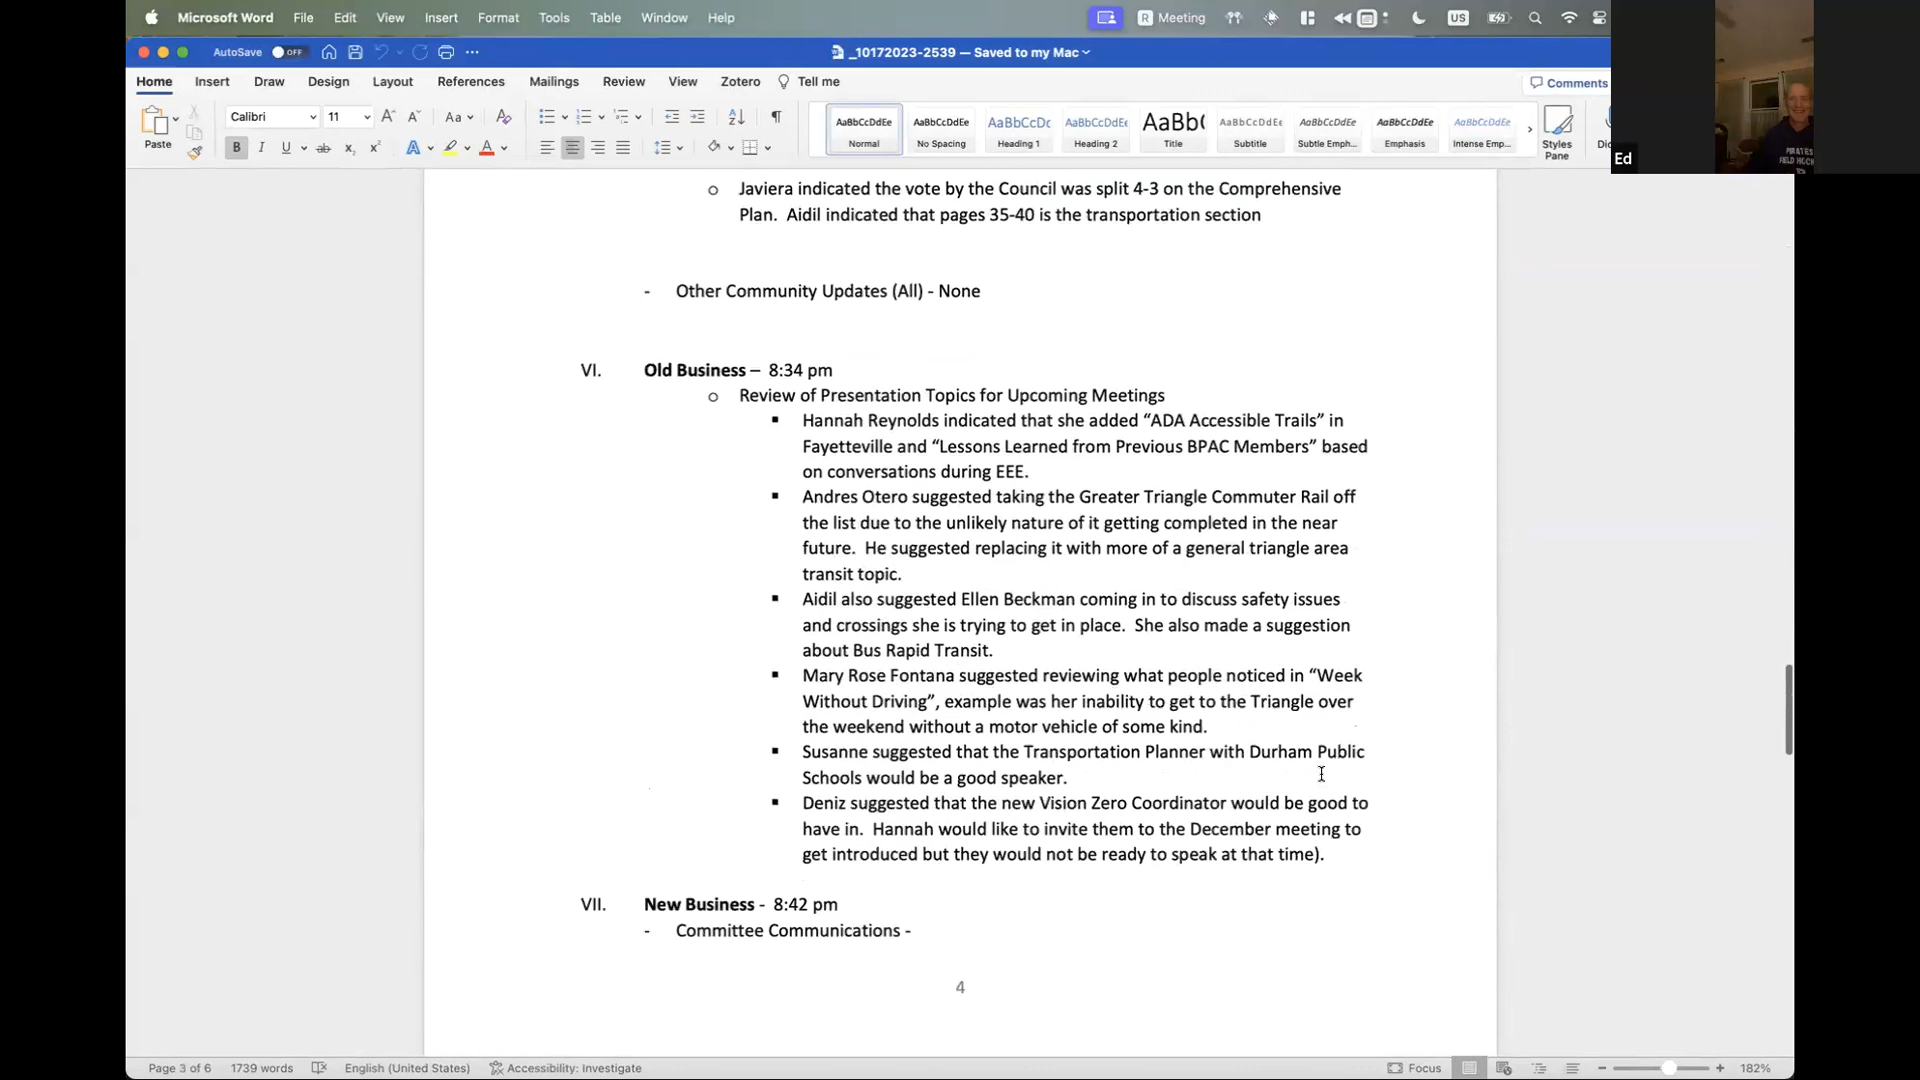 Microsoft Word File Edit View Insert Format Tools Table Window Help Meeting US
AutoSave OFF _10172023-2539 — Saved to my Mac
Home Insert Draw Design Layout References Mailings Review View Zotero Tell me Comments
Paste Calibri 11 AaBbCcDdEe AaBbCcDdEe AaBbCcDc AaBbCcDdEe AaBb( AaBbCcDdEe AaBbCcDdEe AaBbCcDdEe AaBbCcDdEe
Normal No Spacing Heading 1 Heading 2 Title Subtitle Subtle Emph... Emphasis Intense Emp... Styles Pane
Ed
PIRATES
FIELD HOCK
o Javiera indicated the vote by the Council was split 4-3 on the Comprehensive
Plan. Aidil indicated that pages 35-40 is the transportation section
- Other Community Updates (All) - None
VI. Old Business – 8:34 pm
o Review of Presentation Topics for Upcoming Meetings
▪ Hannah Reynolds indicated that she added “ADA Accessible Trails” in
Fayetteville and “Lessons Learned from Previous BPAC Members” based
on conversations during EEE.
▪ Andres Otero suggested taking the Greater Triangle Commuter Rail off
the list due to the unlikely nature of it getting completed in the near
future. He suggested replacing it with more of a general triangle area
transit topic.
▪ Aidil also suggested Ellen Beckman coming in to discuss safety issues
and crossings she is trying to get in place. She also made a suggestion
about Bus Rapid Transit.
▪ Mary Rose Fontana suggested reviewing what people noticed in “Week
Without Driving”, example was her inability to get to the Triangle over
the weekend without a motor vehicle of some kind.
▪ Susanne suggested that the Transportation Planner with Durham Public
Schools would be a good speaker.
▪ Deniz suggested that the new Vision Zero Coordinator would be good to
have in. Hannah would like to invite them to the December meeting to
get introduced but they would not be ready to speak at that time).
VII. New Business - 8:42 pm
- Committee Communications -
4
Page 3 of 6 1739 words English (United States) Accessibility: Investigate Focus 182%